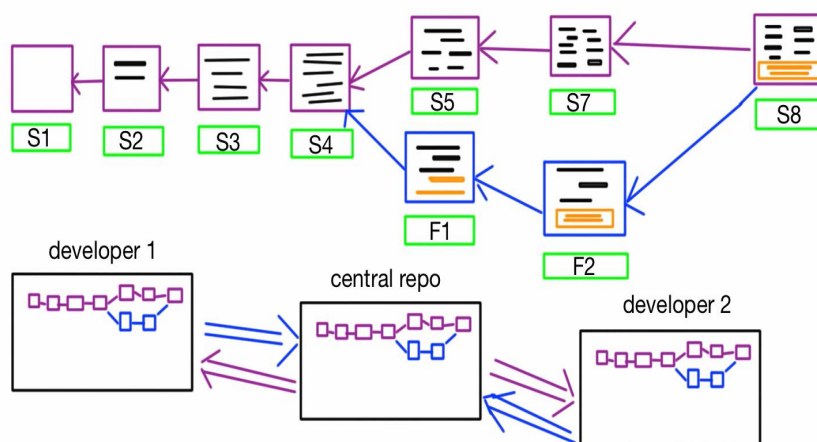 S1
S2
S3
S4
S5
S7
S8
F1
F2
developer 1
central repo
developer 2